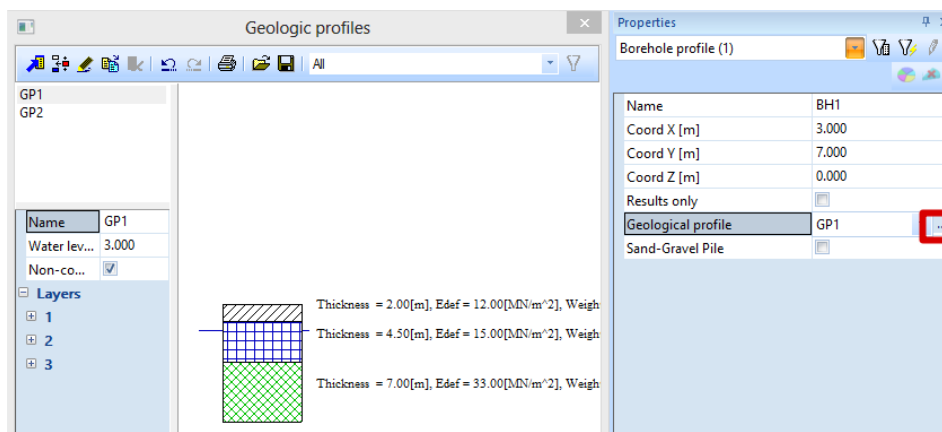 Geologic profiles
All
GP1
GP2
Name GP1
Water lev... 3.000
Non-co...
Layers
1
2
3
Thickness = 2.00[m], Edef = 12.00[MN/m^2], Weigh
Thickness = 4.50[m], Edef = 15.00[MN/m^2], Weigh
Thickness = 7.00[m], Edef = 33.00[MN/m^2], Weigh
Properties
Borehole profile (1)
Name BH1
Coord X [m] 3.000
Coord Y [m] 7.000
Coord Z [m] 0.000
Results only
Geological profile GP1
Sand-Gravel Pile